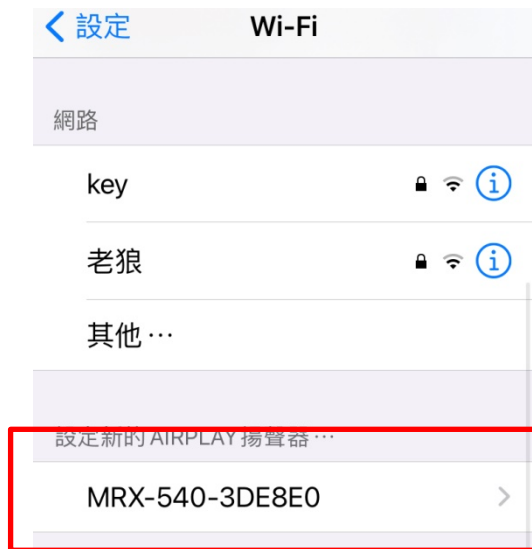 設定
Wi-Fi
網路
key
老狼
其他…
設定新的 AIRPLAY 揚聲器…
MRX-540-3DE8E0